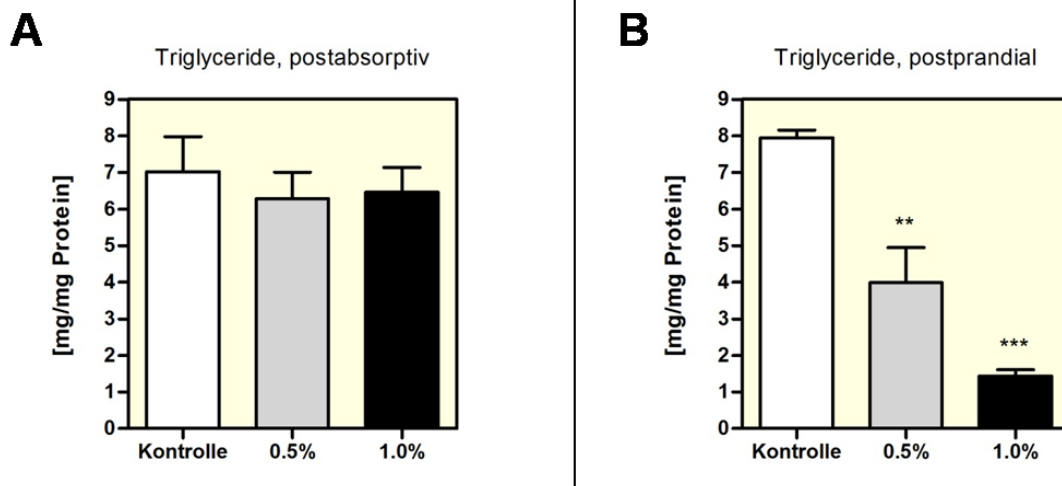 A
Triglyceride, postabsorptiv
[mg/mg Protein]
9
8
7
6
5
4
3
2
1
0
Kontrolle 0.5% 1.0%
B
Triglyceride, postprandial
[mg/mg Protein]
9
8
7
6
5
4
3
2
1
0
**
***
Kontrolle 0.5% 1.0%